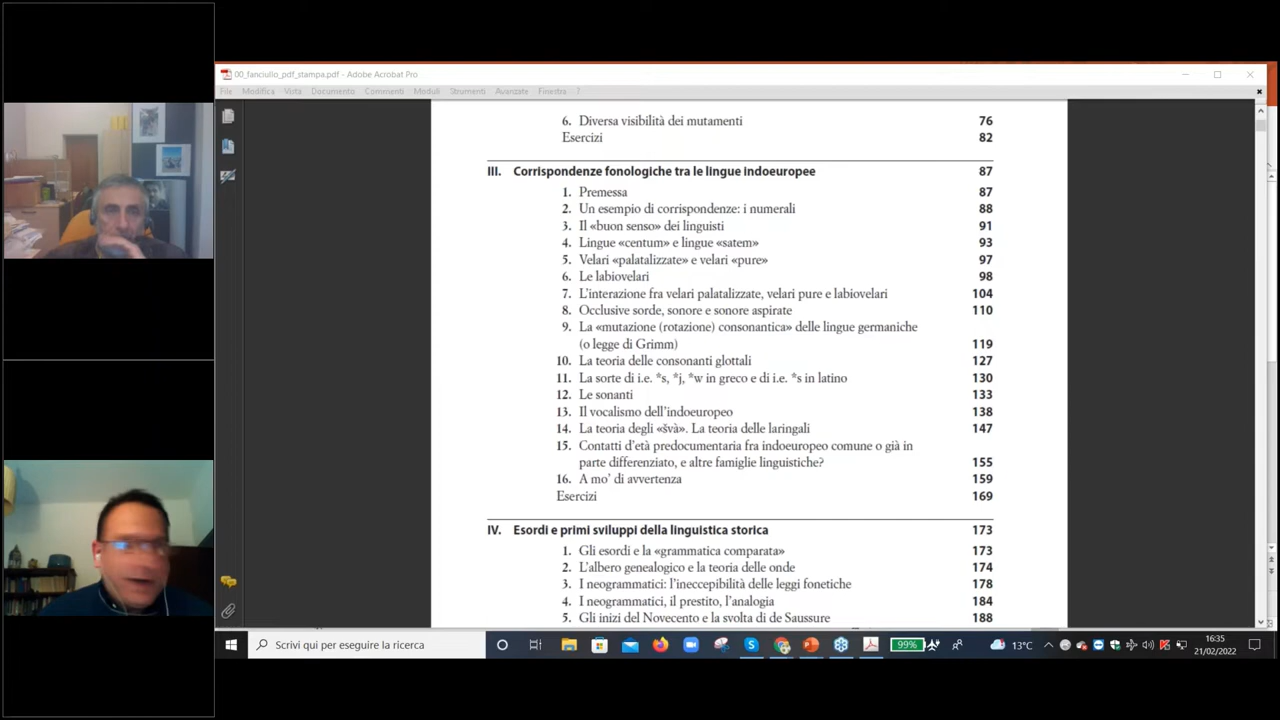 00_fanciullo_pdf_stampa.pdf - Adobe Acrobat Pro
File Modifica Vista Documento Commenti Moduli Strumenti Avanzate Finestra ?
6. Diversa visibilità dei mutamenti 76
Esercizi 82
III. Corrispondenze fonologiche tra le lingue indoeuropee 87
1. Premessa 87
2. Un esempio di corrispondenze: i numerali 88
3. Il «buon senso» dei linguisti 91
4. Lingue «centum» e lingue «satem» 93
5. Velari «palatalizzate» e velari «pure» 97
6. Le labiovelari 98
7. L'interazione fra velari palatalizzate, velari pure e labiovelari 104
8. Occlusive sorde, sonore e sonore aspirate 110
9. La «mutazione (rotazione) consonantica» delle lingue germaniche
(o legge di Grimm) 119
10. La teoria delle consonanti glottali 127
11. La sorte di i.e. *s, *j, *w in greco e di i.e. *s in latino 130
12. Le sonanti 133
13. Il vocalismo dell'indoeuropeo 138
14. La teoria degli «švà». La teoria delle laringali 147
15. Contatti d'età predocumentaria fra indoeuropeo comune o già in
parte differenziato, e altre famiglie linguistiche? 155
16. A mo' di avvertenza 159
Esercizi 169
IV. Esordi e primi sviluppi della linguistica storica 173
1. Gli esordi e la «grammatica comparata» 173
2. L'albero genealogico e la teoria delle onde 174
3. I neogrammatici: l'ineccepibilità delle leggi fonetiche 178
4. I neogrammatici, il prestito, l'analogia 184
5. Gli inizi del Novecento e la svolta di de Saussure 188
Scrivi qui per eseguire la ricerca 99% 13°C 16:35
21/02/2022